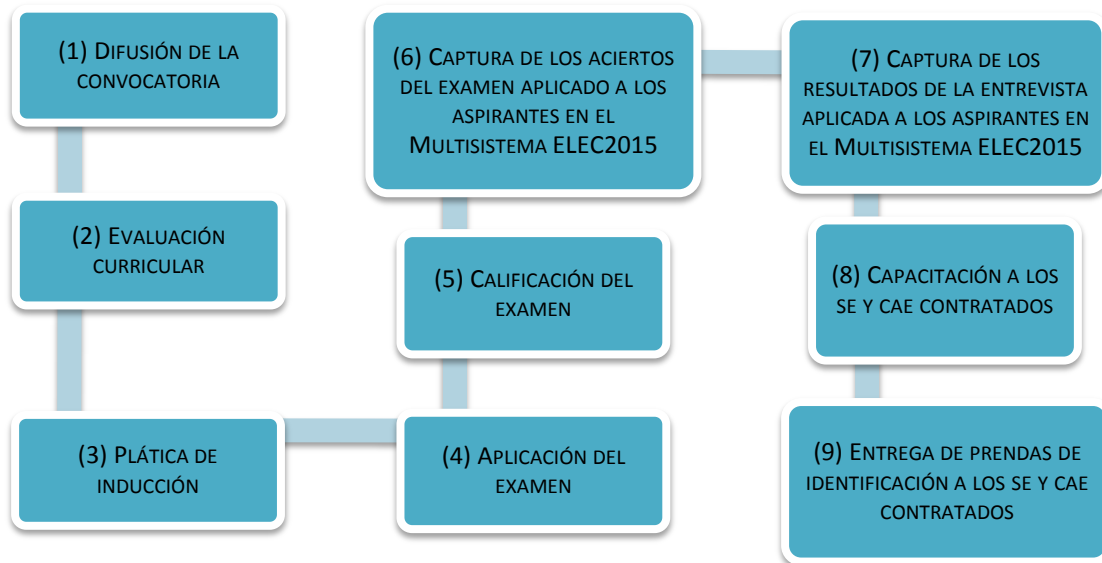 (1) DIFUSIÓN DE LA
CONVOCATORIA
(2) EVALUACIÓN
CURRICULAR
(3) PLÁTICA DE
INDUCCIÓN
(4) APLICACIÓN DEL
EXAMEN
(5) CALIFICACIÓN DEL
EXAMEN
(6) CAPTURA DE LOS ACIERTOS
DEL EXAMEN APLICADO A LOS
ASPIRANTES EN EL
MULTISISTEMA ELEC2015
(7) CAPTURA DE LOS
RESULTADOS DE LA ENTREVISTA
APLICADA A LOS ASPIRANTES EN
EL MULTISISTEMA ELEC2015
(8) CAPACITACIÓN A LOS
SE Y CAE CONTRATADOS
(9) ENTREGA DE PRENDAS DE
IDENTIFICACIÓN A LOS SE Y CAE
CONTRATADOS